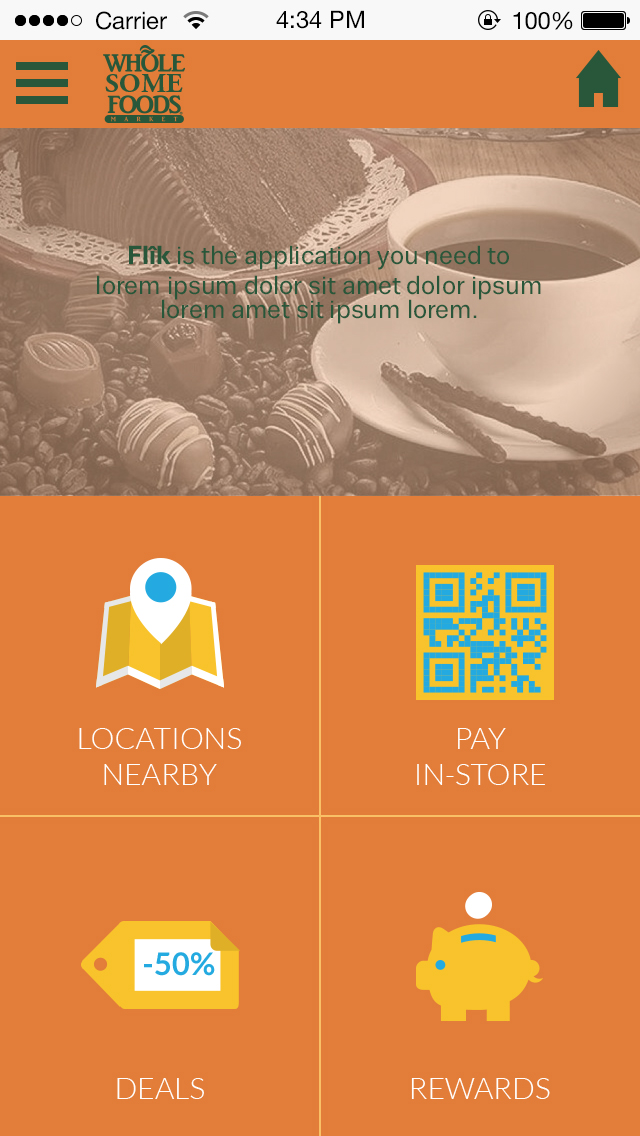 Carrier 4:34 PM 100%
WHOLE
SOME
FOODS
MARKET
Flîk is the application you need to
lorem ipsum dolor sit amet dolor ipsum
lorem amet sit ipsum lorem.
LOCATIONS
NEARBY
PAY
IN-STORE
-50%
DEALS
REWARDS